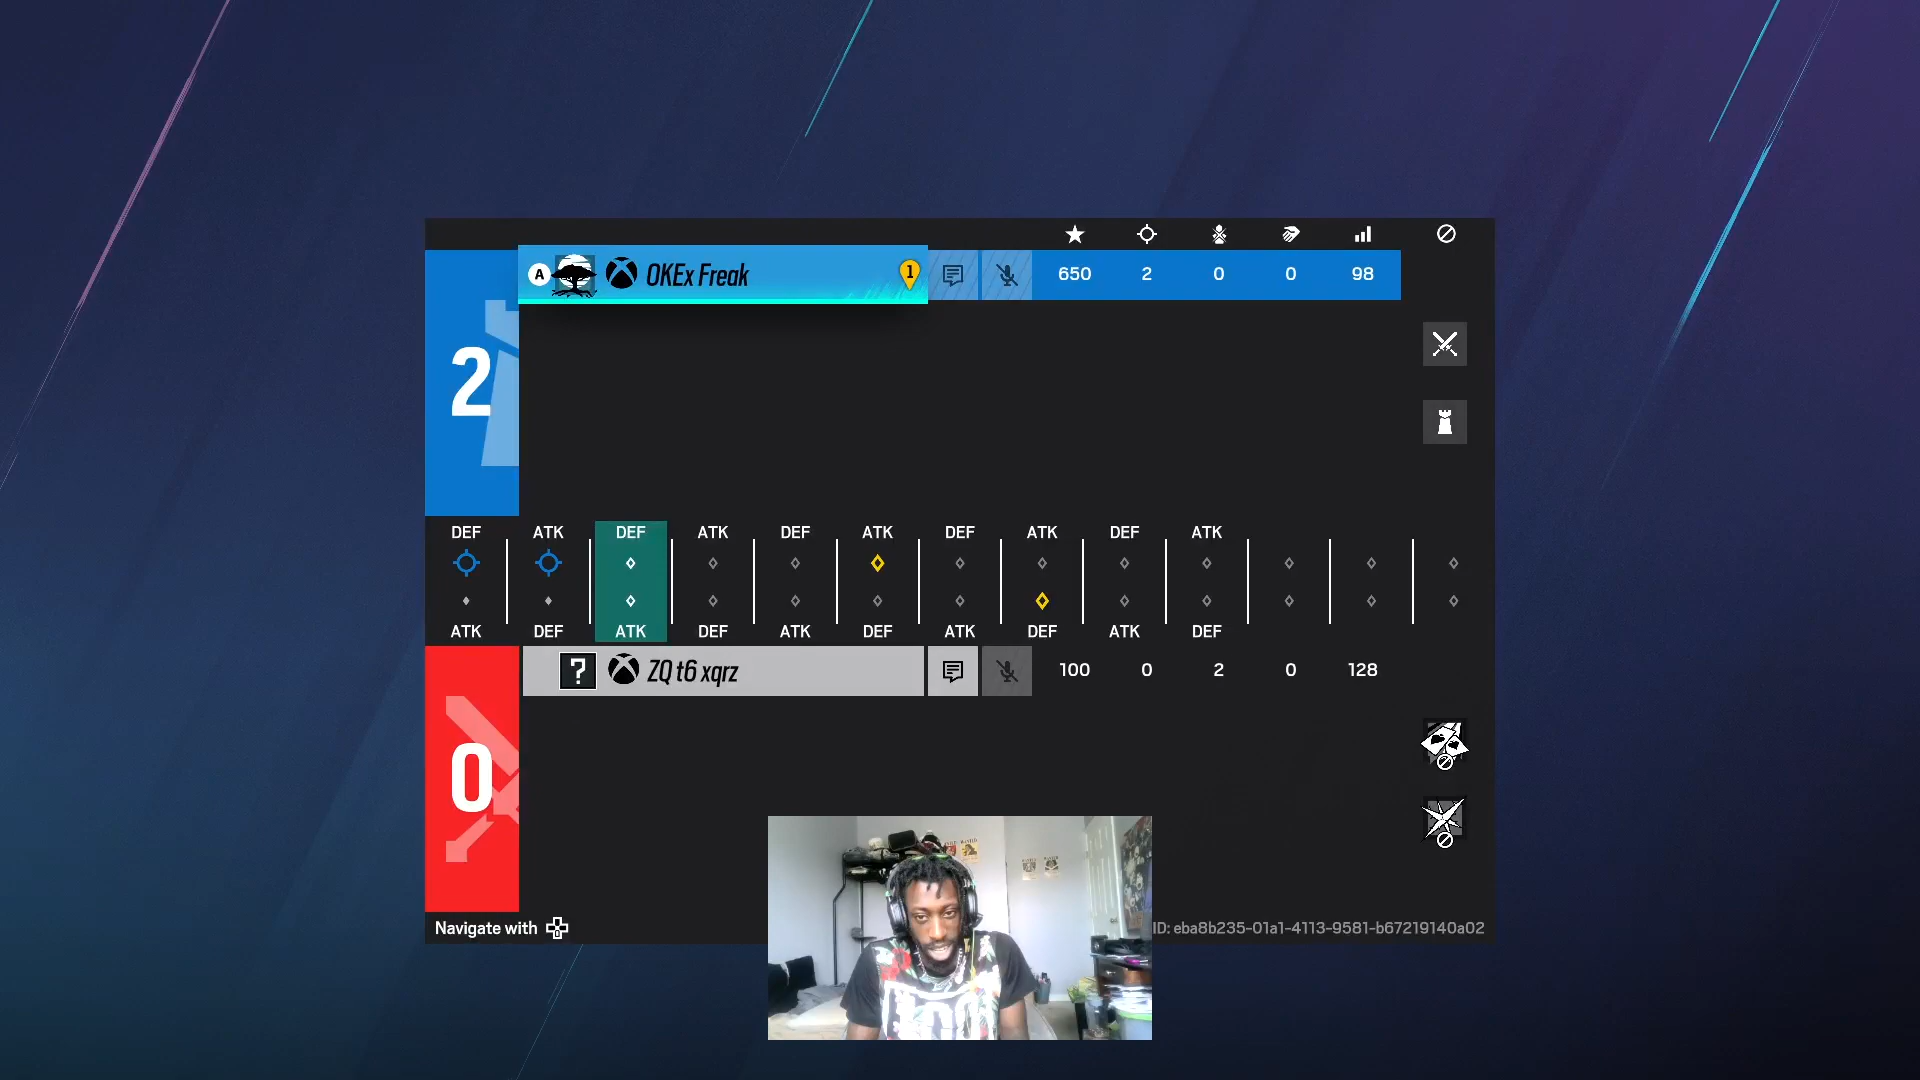 A OKEx Freak 1 650 2 0 0 98
2
DEF ATK DEF ATK DEF ATK DEF ATK DEF ATK
ATK DEF ATK DEF ATK DEF ATK DEF ATK DEF
? ZQ t6 xqrz 100 0 2 0 128
0
Navigate with
ID: eba8b235-01a1-4113-9581-b67219140a02